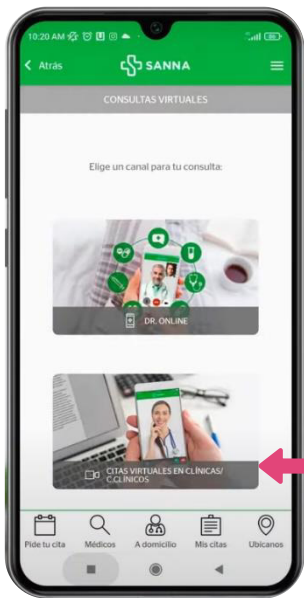 10:20 AM
Atrás
SANNA
CONSULTAS VIRTUALES
Elige un canal para tu consulta:
DR. ONLINE
CITAS VIRTUALES EN CLÍNICAS/
C.CLÍNICOS
Pide tu cita Médicos A domicilio Mis citas Ubícanos